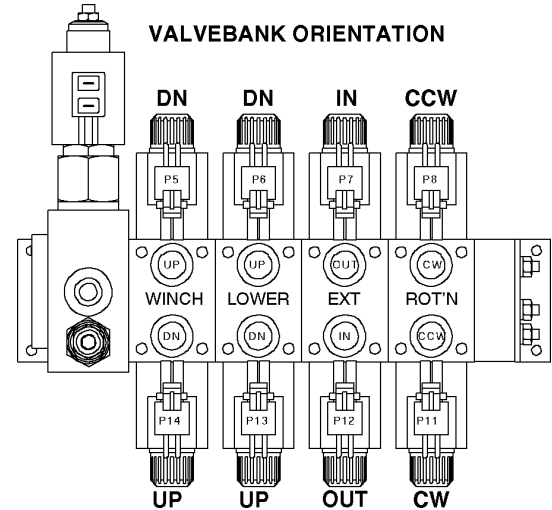 VALVEBANK ORIENTATION
DN DN IN CCW
P5 P6 P7 P8
UP UP OUT CW
WINCH LOWER EXT ROT'N
DN DN IN CCW
P14 P13 P12 P11
UP UP OUT CW